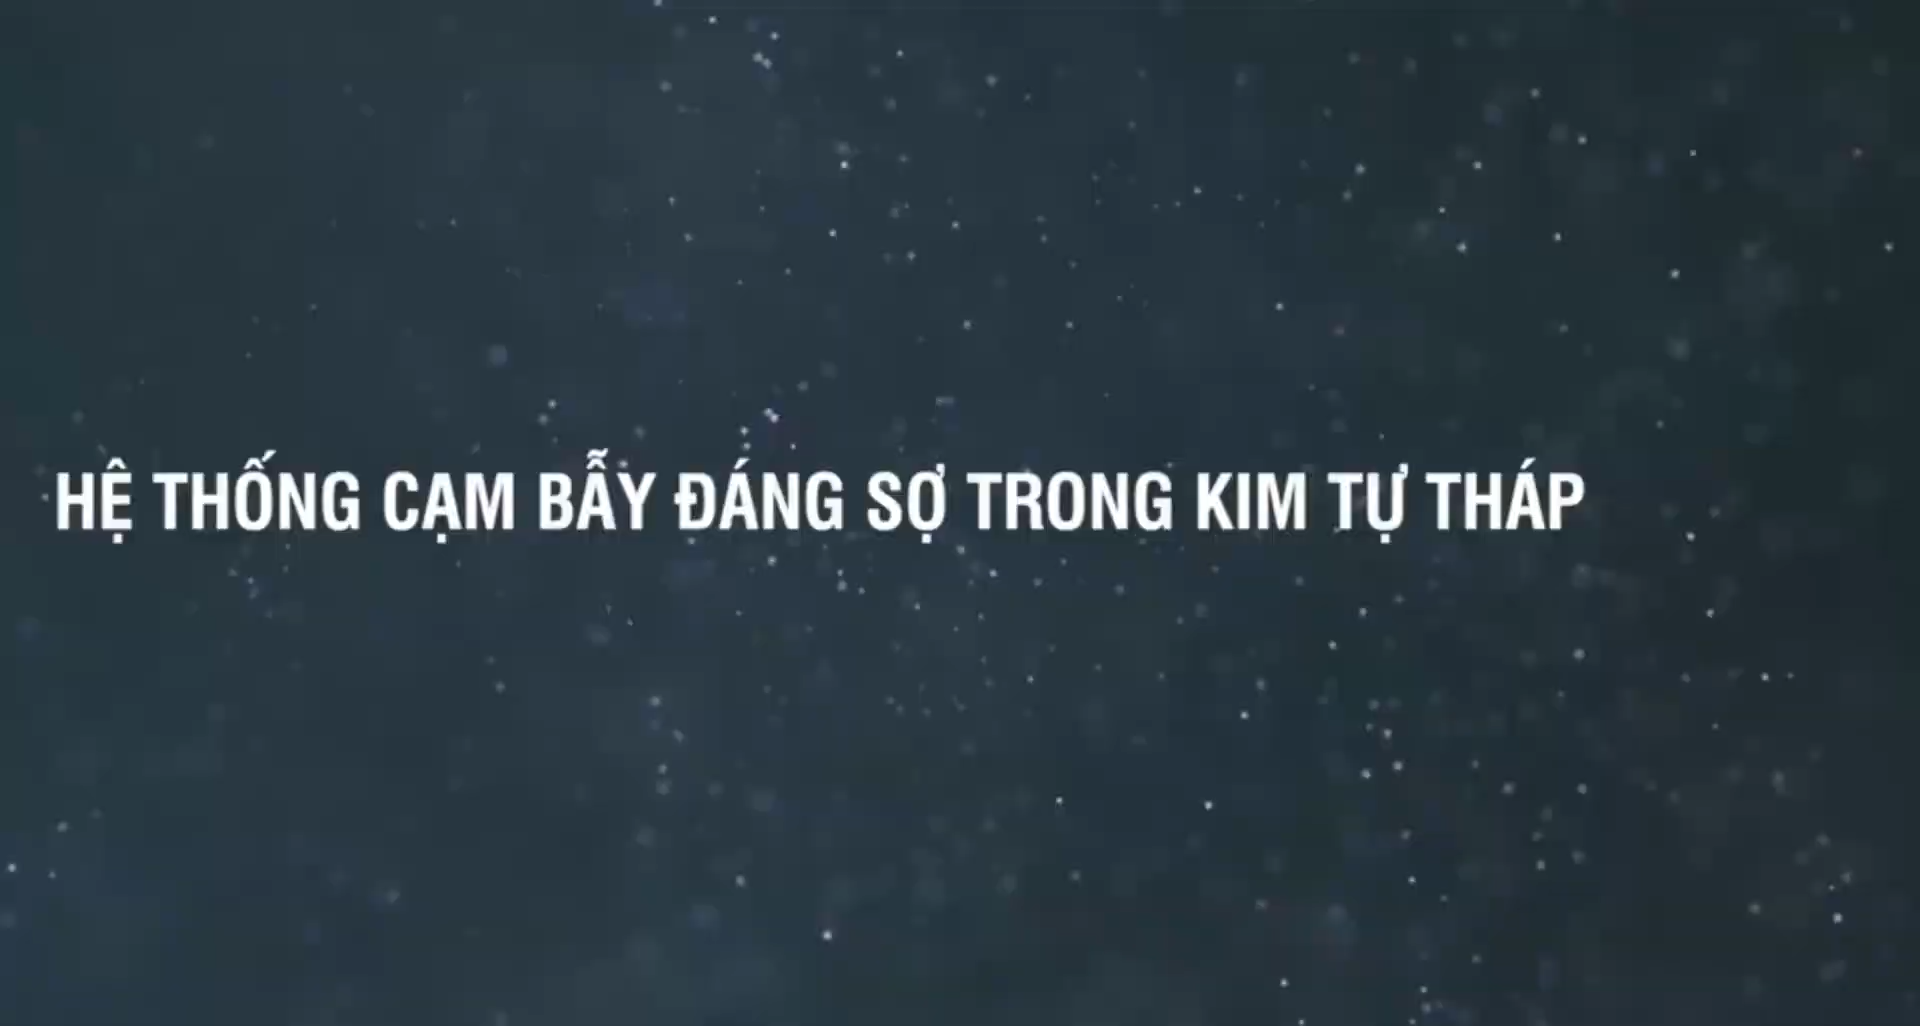 HỆ THỐNG CẠM BẪY ĐÁNG SỢ TRONG KIM TỰ THÁP